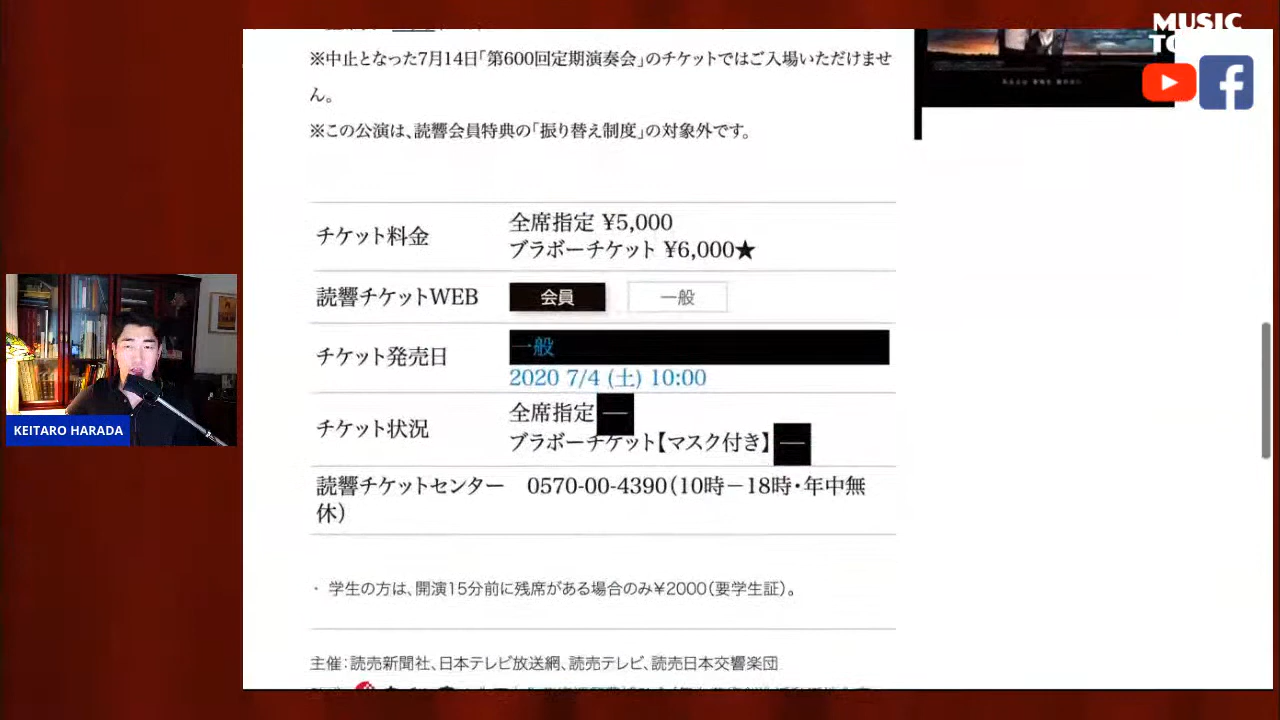 MUSIC
※中止となった7月14日「第600回定期演奏会」のチケットではご入場いただけませ
ん。
※この公演は、読響会員特典の「振り替え制度」の対象外です。
チケット料金
全席指定 ¥5,000
ブラボーチケット ¥6,000★
読響チケットWEB
会員
一般
チケット発売日
一般
2020 7/4 (土) 10:00
チケット状況
全席指定 ―
ブラボーチケット【マスク付き】 ―
読響チケットセンター 0570-00-4390(10時－18時・年中無
休)
・ 学生の方は、開演15分前に残席がある場合のみ¥2000(要学生証)。
主催:読売新聞社、日本テレビ放送網、読売テレビ、読売日本交響楽団
KEITARO HARADA